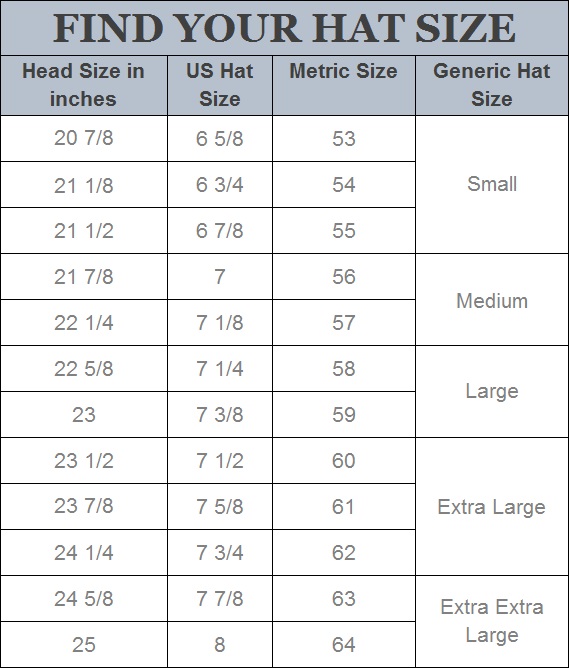 FIND YOUR HAT SIZE
Head Size in inches | US Hat Size | Metric Size | Generic Hat Size
20 7/8 | 6 5/8 | 53 | Small
21 1/8 | 6 3/4 | 54
21 1/2 | 6 7/8 | 55
21 7/8 | 7 | 56 | Medium
22 1/4 | 7 1/8 | 57
22 5/8 | 7 1/4 | 58 | Large
23 | 7 3/8 | 59
23 1/2 | 7 1/2 | 60 | Extra Large
23 7/8 | 7 5/8 | 61
24 1/4 | 7 3/4 | 62
24 5/8 | 7 7/8 | 63 | Extra Extra Large
25 | 8 | 64